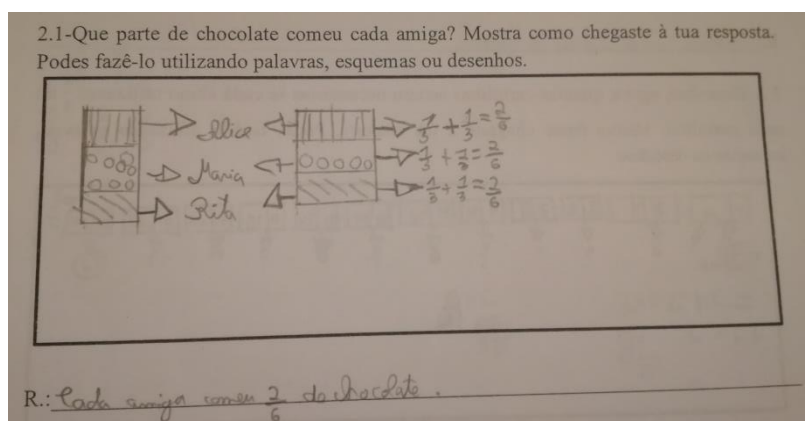 2.1-Que parte de chocolate comeu cada amiga? Mostra como chegaste à tua resposta.
Podes fazê-lo utilizando palavras, esquemas ou desenhos.
Alice 1/3 + 1/3 = 2/6
Maria 1/3 + 1/3 = 2/6
Rita 1/3 + 1/3 = 2/6
R.: Cada amiga comeu 2/6 do chocolate.